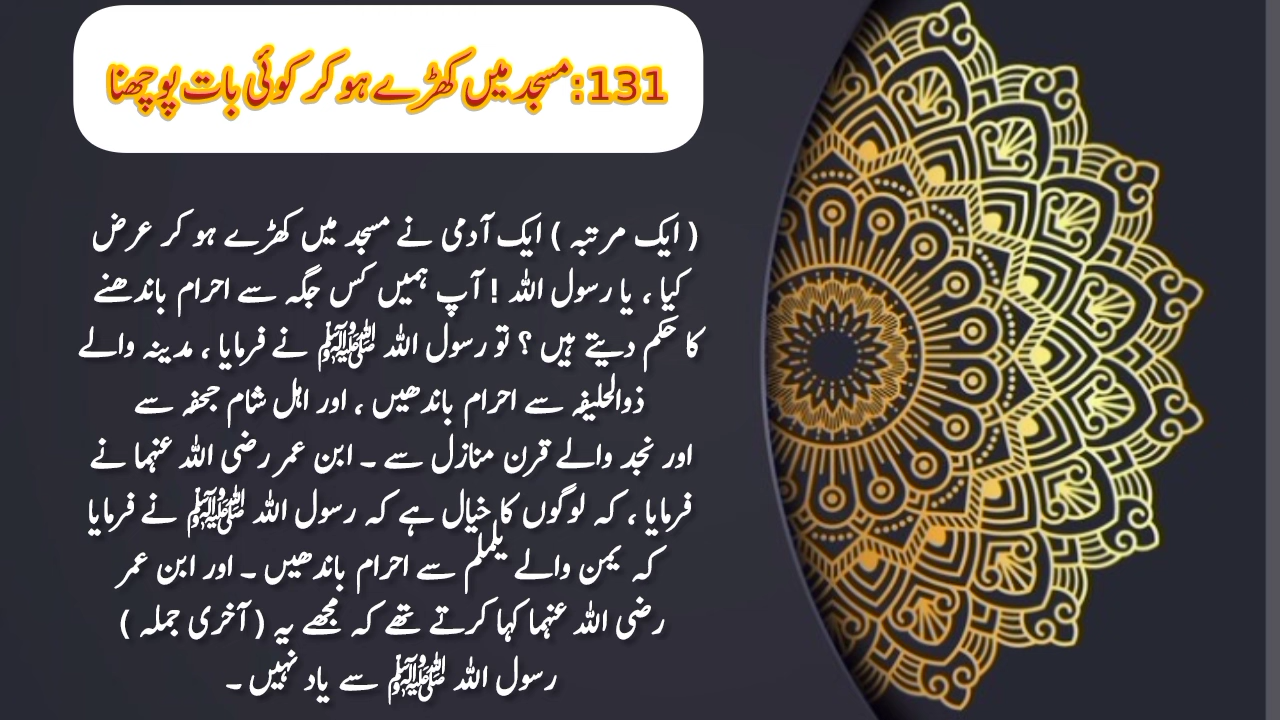 131: مسجد میں کھڑے ہو کر کوئی بات پوچھنا
( ایک مرتبہ ) ایک آدمی نے مسجد میں کھڑے ہو کر عرض
کیا ، یا رسول اللہ ! آپ ہمیں کس جگہ سے احرام باندھنے
کا حکم دیتے ہیں ؟ تو رسول اللہ ﷺ نے فرمایا ، مدینہ والے
ذوالحلیفہ سے احرام باندھیں ، اور اہل شام جحفہ سے
اور نجد والے قرن منازل سے ۔ ابن عمر رضی اللہ عنہما نے
فرمایا ، کہ لوگوں کا خیال ہے کہ رسول اللہ ﷺ نے فرمایا
کہ یمن والے یلملم سے احرام باندھیں ۔ اور ابن عمر
رضی اللہ عنہما کہا کرتے تھے کہ مجھے یہ ( آخری جملہ )
رسول اللہ ﷺ سے یاد نہیں ۔